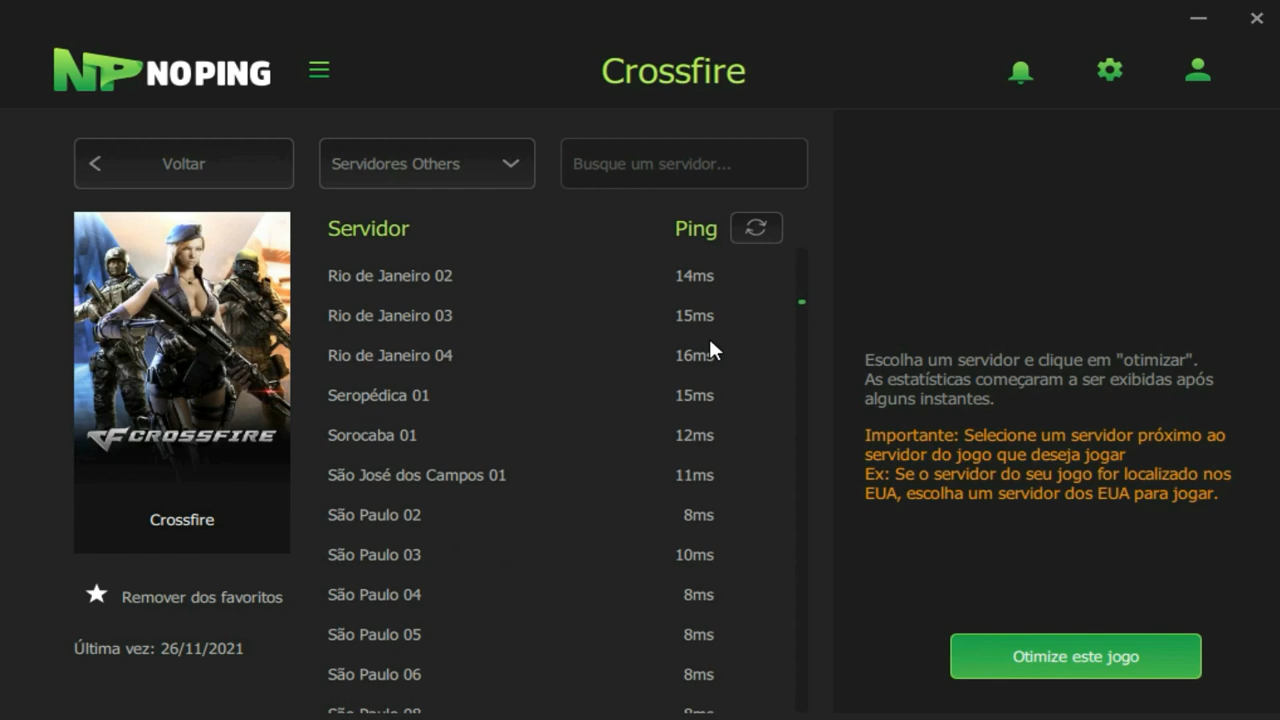 NP NOPING
Crossfire
Voltar
Servidores Others
Busque um servidor...
Servidor Ping
Rio de Janeiro 02 14ms
Rio de Janeiro 03 15ms
Rio de Janeiro 04 16ms
Seropédica 01 15ms
Sorocaba 01 12ms
São José dos Campos 01 11ms
São Paulo 02 8ms
São Paulo 03 10ms
São Paulo 04 8ms
São Paulo 05 8ms
São Paulo 06 8ms
CF CROSSFIRE
Crossfire
Remover dos favoritos
Última vez: 26/11/2021
Escolha um servidor e clique em "otimizar".
As estatísticas começaram a ser exibidas após
alguns instantes.
Importante: Selecione um servidor próximo ao
servidor do jogo que deseja jogar
Ex: Se o servidor do seu jogo for localizado nos
EUA, escolha um servidor dos EUA para jogar.
Otimize este jogo